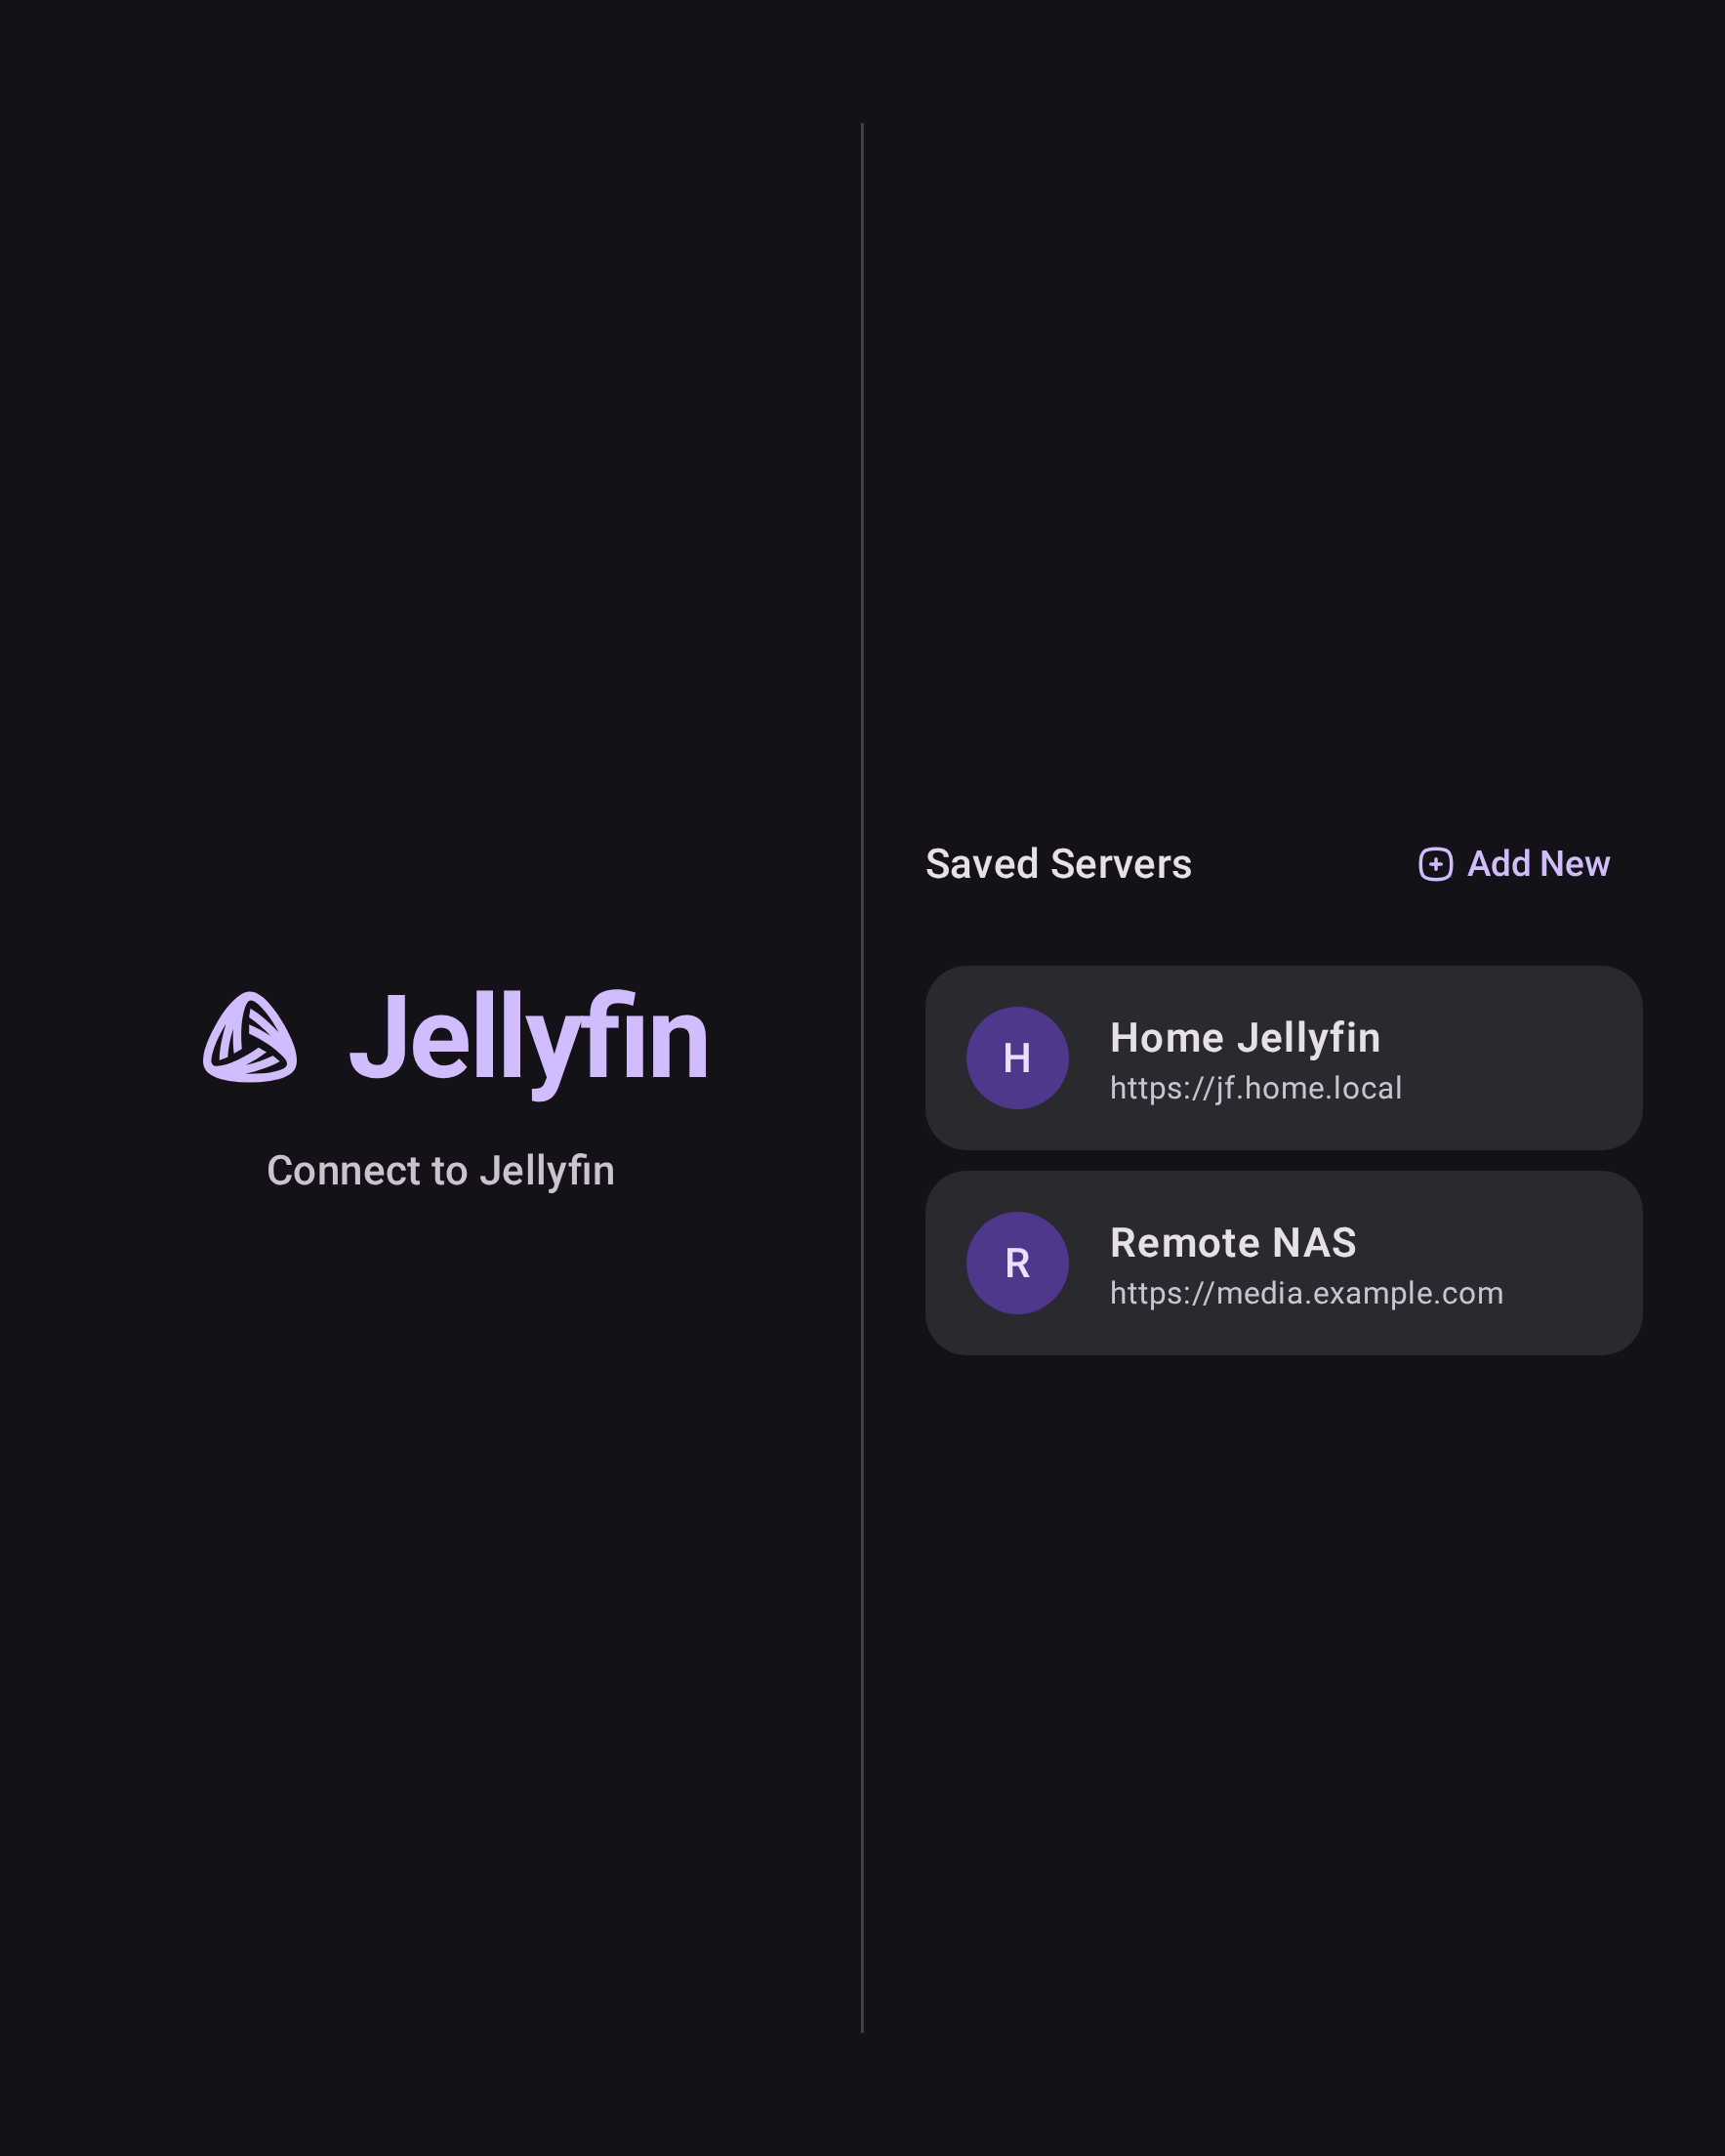 Jellyfin
Connect to Jellyfin
Saved Servers
Add New
H
Home Jellyfin
https://jf.home.local
R
Remote NAS
https://media.example.com